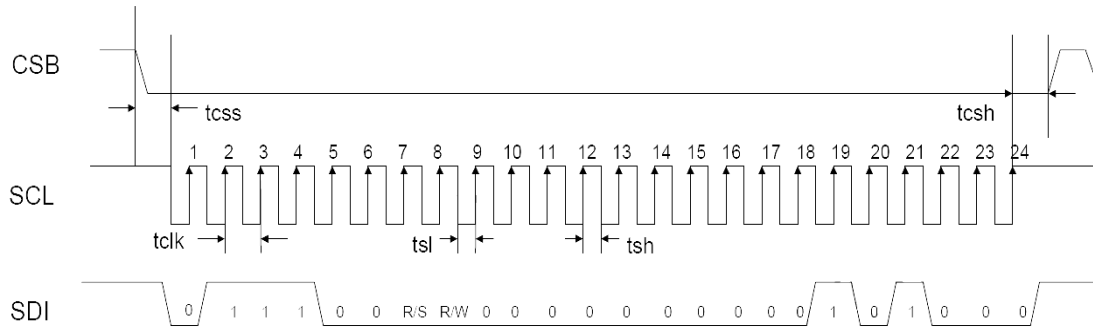 CSB
tcss
tcsh
1 2 3 4 5 6 7 8 9 10 11 12 13 14 15 16 17 18 19 20 21 22 23 24
SCL
tclk
tsl
tsh
SDI
0 1 1 1 0 0 R/S R/W 0 0 0 0 0 0 0 0 0 0 1 0 1 0 0 0